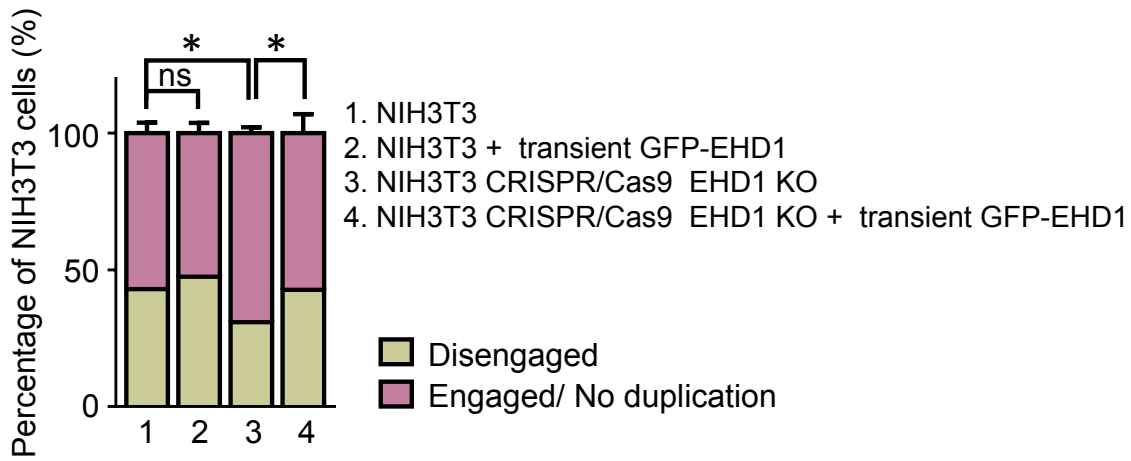 Percentage of NIH3T3 cells (%)
* *
ns
100
50
0
1 2 3 4
1. NIH3T3
2. NIH3T3 + transient GFP-EHD1
3. NIH3T3 CRISPR/Cas9 EHD1 KO
4. NIH3T3 CRISPR/Cas9 EHD1 KO + transient GFP-EHD1
Disengaged
Engaged/ No duplication